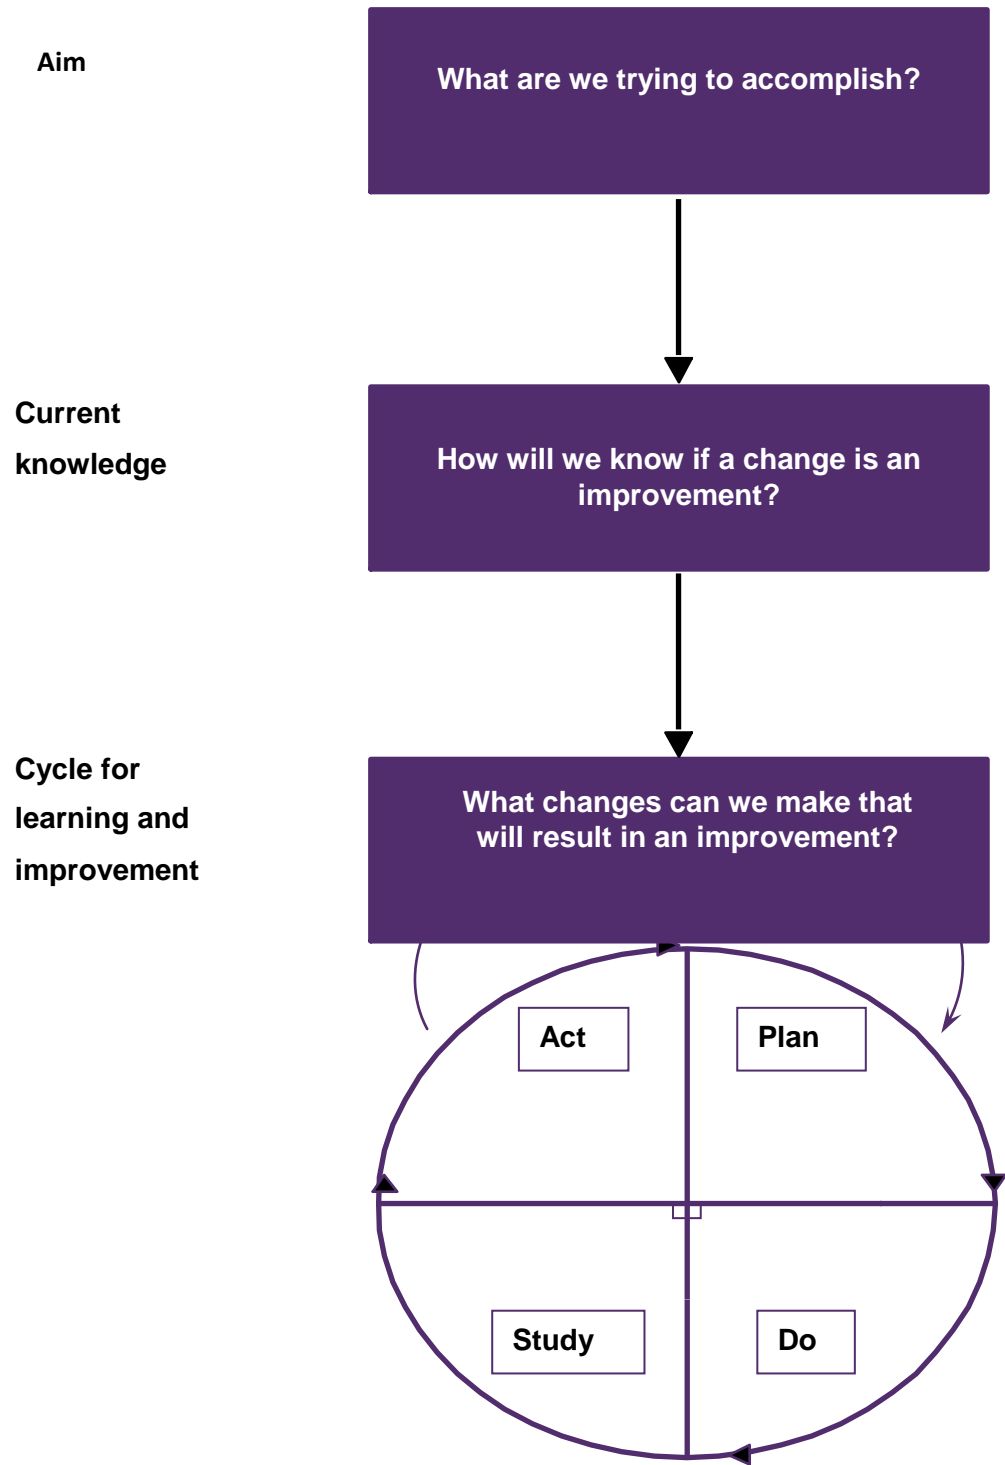 Aim
What are we trying to accomplish?
Current
knowledge
How will we know if a change is an
improvement?
Cycle for
learning and
improvement
What changes can we make that
will result in an improvement?
Act
Plan
Study
Do